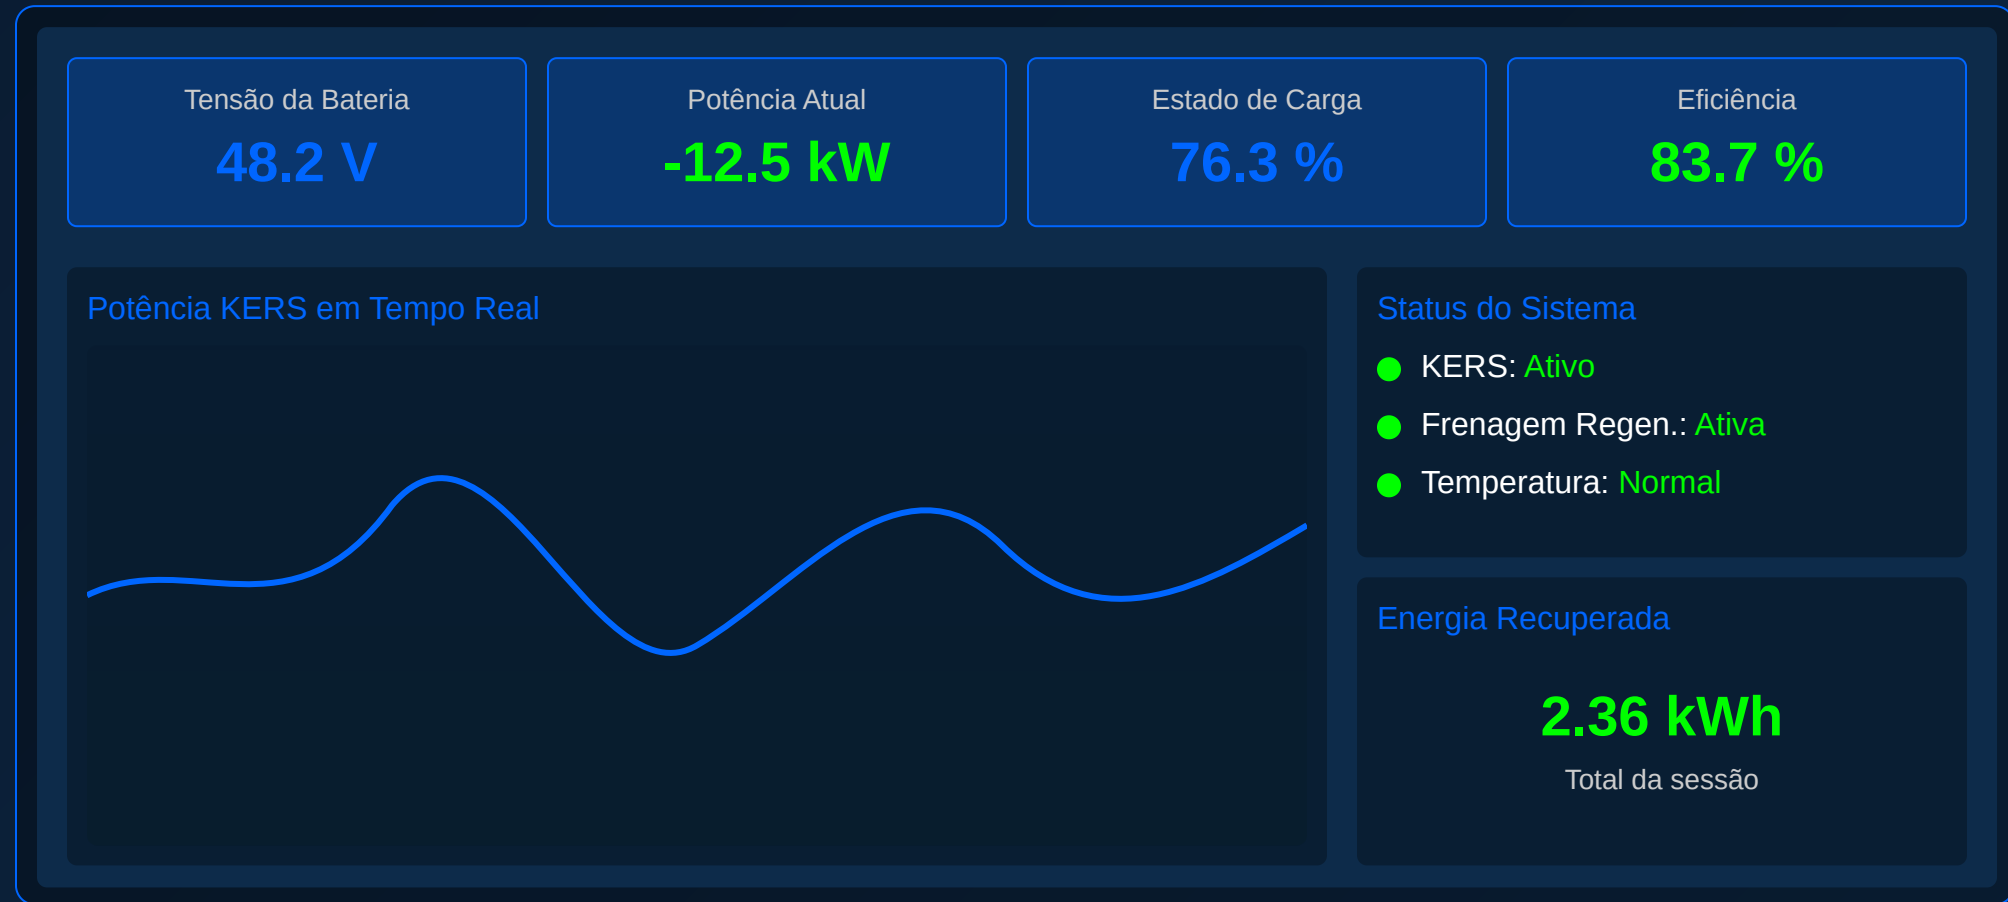 Tensão da Bateria
48.2 V
Potência Atual
-12.5 kW
Estado de Carga
76.3 %
Eficiência
83.7 %
Potência KERS em Tempo Real
Status do Sistema
KERS: Ativo
Frenagem Regen.: Ativa
Temperatura: Normal
Energia Recuperada
2.36 kWh
Total da sessão